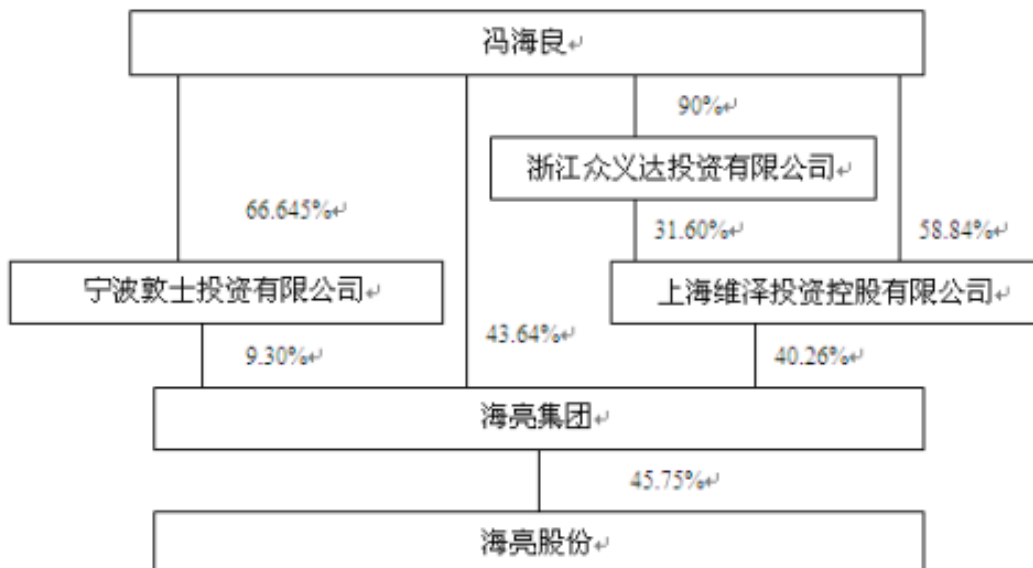 冯海良↵
90%↵
浙江众义达投资有限公司↵
66.645%↵
31.60%↵
58.84%↵
宁波敦士投资有限公司↵
上海维泽投资控股有限公司↵
9.30%↵
43.64%↵
40.26%↵
海亮集团↵
45.75%↵
海亮股份↵